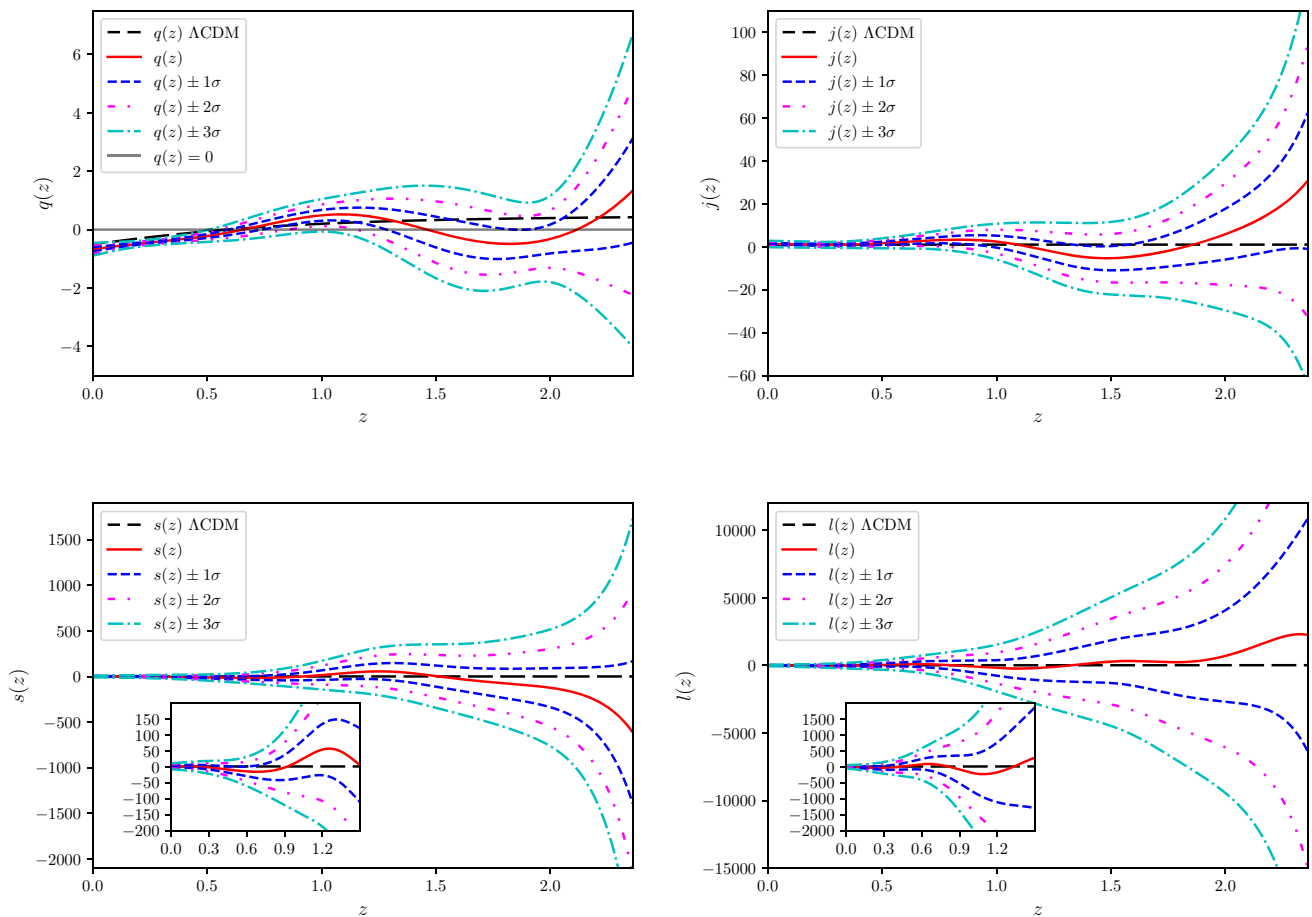 q(z) ΛCDM
q(z)
q(z) ± 1σ
q(z) ± 2σ
q(z) ± 3σ
q(z) = 0
6
4
2
0
−2
−4
q(z)
0.0 0.5 1.0 1.5 2.0
z
j(z) ΛCDM
j(z)
j(z) ± 1σ
j(z) ± 2σ
j(z) ± 3σ
100
80
60
40
20
0
−20
−40
−60
j(z)
0.0 0.5 1.0 1.5 2.0
z
s(z) ΛCDM
s(z)
s(z) ± 1σ
s(z) ± 2σ
s(z) ± 3σ
1500
1000
500
0
−500
−1000
−1500
−2000
s(z)
150
100
50
0
−50
−100
−150
−200
0.0 0.3 0.6 0.9 1.2
0.0 0.5 1.0 1.5 2.0
z
l(z) ΛCDM
l(z)
l(z) ± 1σ
l(z) ± 2σ
l(z) ± 3σ
10000
5000
0
−5000
−10000
−15000
l(z)
1500
1000
500
0
−500
−1000
−1500
−2000
0.0 0.3 0.6 0.9 1.2
0.0 0.5 1.0 1.5 2.0
z